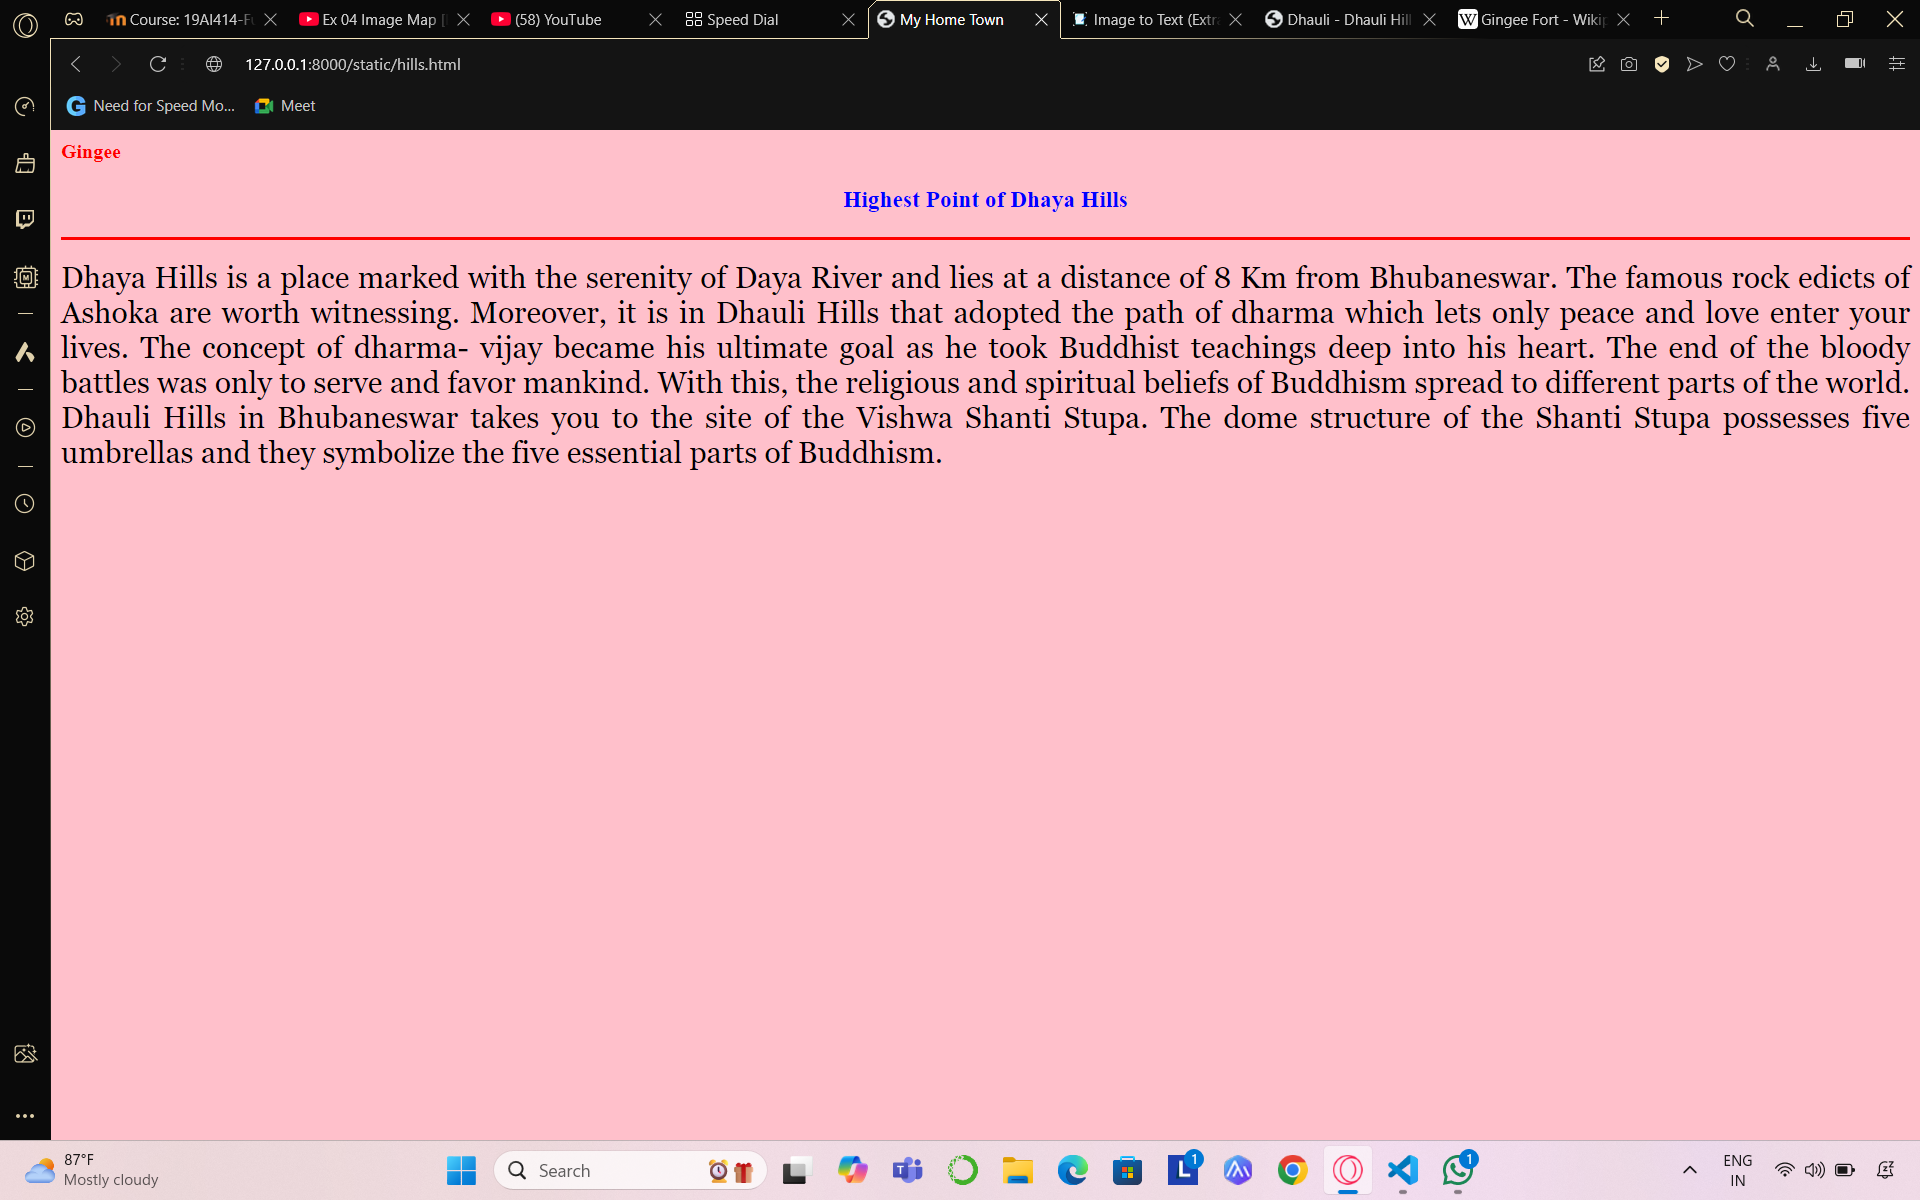 Course: 19AI414-Fu
Ex 04 Image Map [
(58) YouTube
Speed Dial
My Home Town
Image to Text (Extra
Dhauli - Dhauli Hill
Gingee Fort - Wikip
127.0.0.1:8000/static/hills.html
Need for Speed Mo...
Meet
Gingee
Highest Point of Dhaya Hills
Dhaya Hills is a place marked with the serenity of Daya River and lies at a distance of 8 Km from Bhubaneswar. The famous rock edicts of
Ashoka are worth witnessing. Moreover, it is in Dhauli Hills that adopted the path of dharma which lets only peace and love enter your
lives. The concept of dharma- vijay became his ultimate goal as he took Buddhist teachings deep into his heart. The end of the bloody
battles was only to serve and favor mankind. With this, the religious and spiritual beliefs of Buddhism spread to different parts of the world.
Dhauli Hills in Bhubaneswar takes you to the site of the Vishwa Shanti Stupa. The dome structure of the Shanti Stupa possesses five
umbrellas and they symbolize the five essential parts of Buddhism.
87°F
Mostly cloudy
Search
1
1
ENG
IN